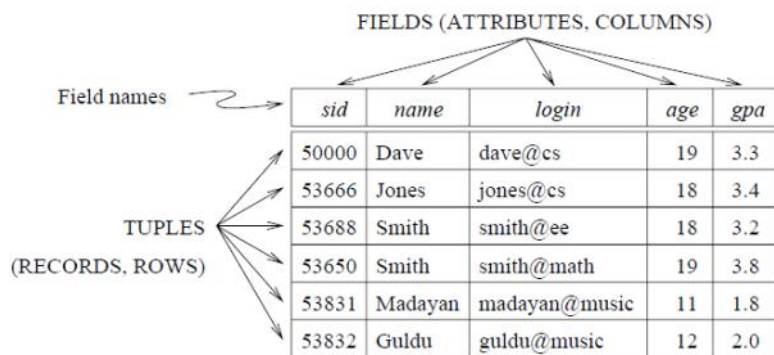 FIELDS (ATTRIBUTES, COLUMNS)
Field names
sid name login age gpa
50000 Dave dave@cs 19 3.3
53666 Jones jones@cs 18 3.4
53688 Smith smith@ee 18 3.2
TUPLES
(RECORDS, ROWS)
53650 Smith smith@math 19 3.8
53831 Madayan madayan@music 11 1.8
53832 Guldu guldu@music 12 2.0